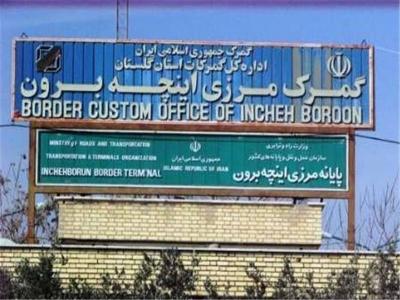 گمرک جمهوری اسلامی ایران
اداره کل گمرکات استان گلستان
گمرک مرزی اینچه برون
BORDER CUSTOM OFFICE OF INCHEH BOROON
وزارت راه و ترابری
سازمان حمل و نقل و پایانه های کشور
پایانه مرزی اینچه برون
جمهوری اسلامی ایران
ISLAMIC REPUBLIC OF IRAN
MINISTRY OF ROADS AND TRANSPORTATION
TRANSPORTATION & TERMINALS ORGANIZATION
INCHEHBORUN BORDER TERMINAL